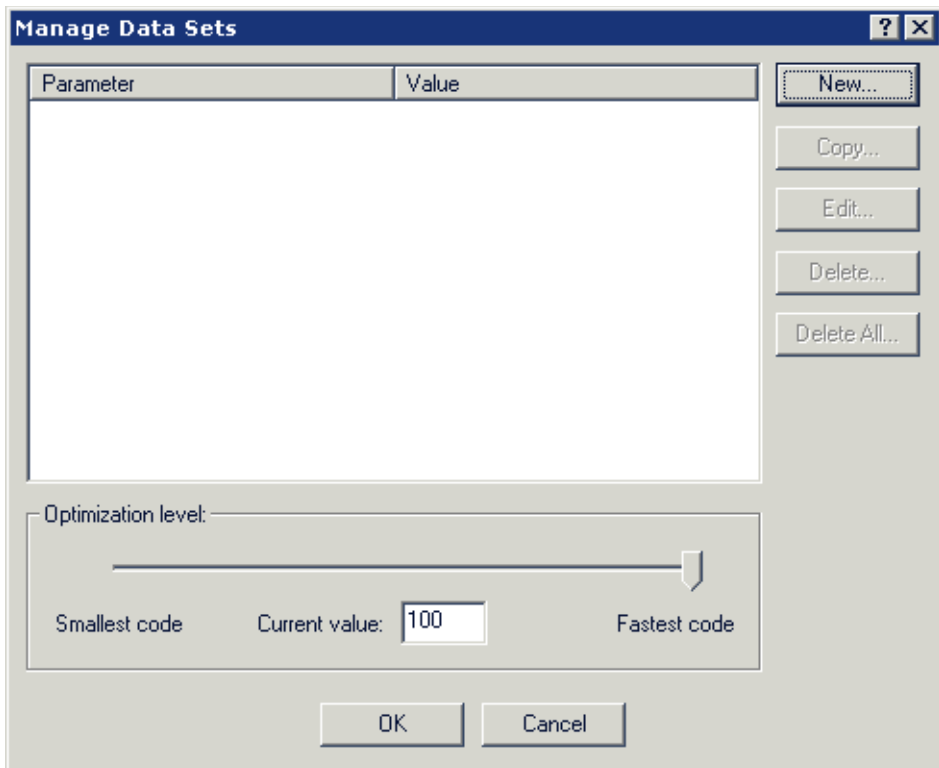 Manage Data Sets
Parameter Value
New...
Copy...
Edit...
Delete...
Delete All...
Optimization level:
Smallest code Current value: 100 Fastest code
OK Cancel